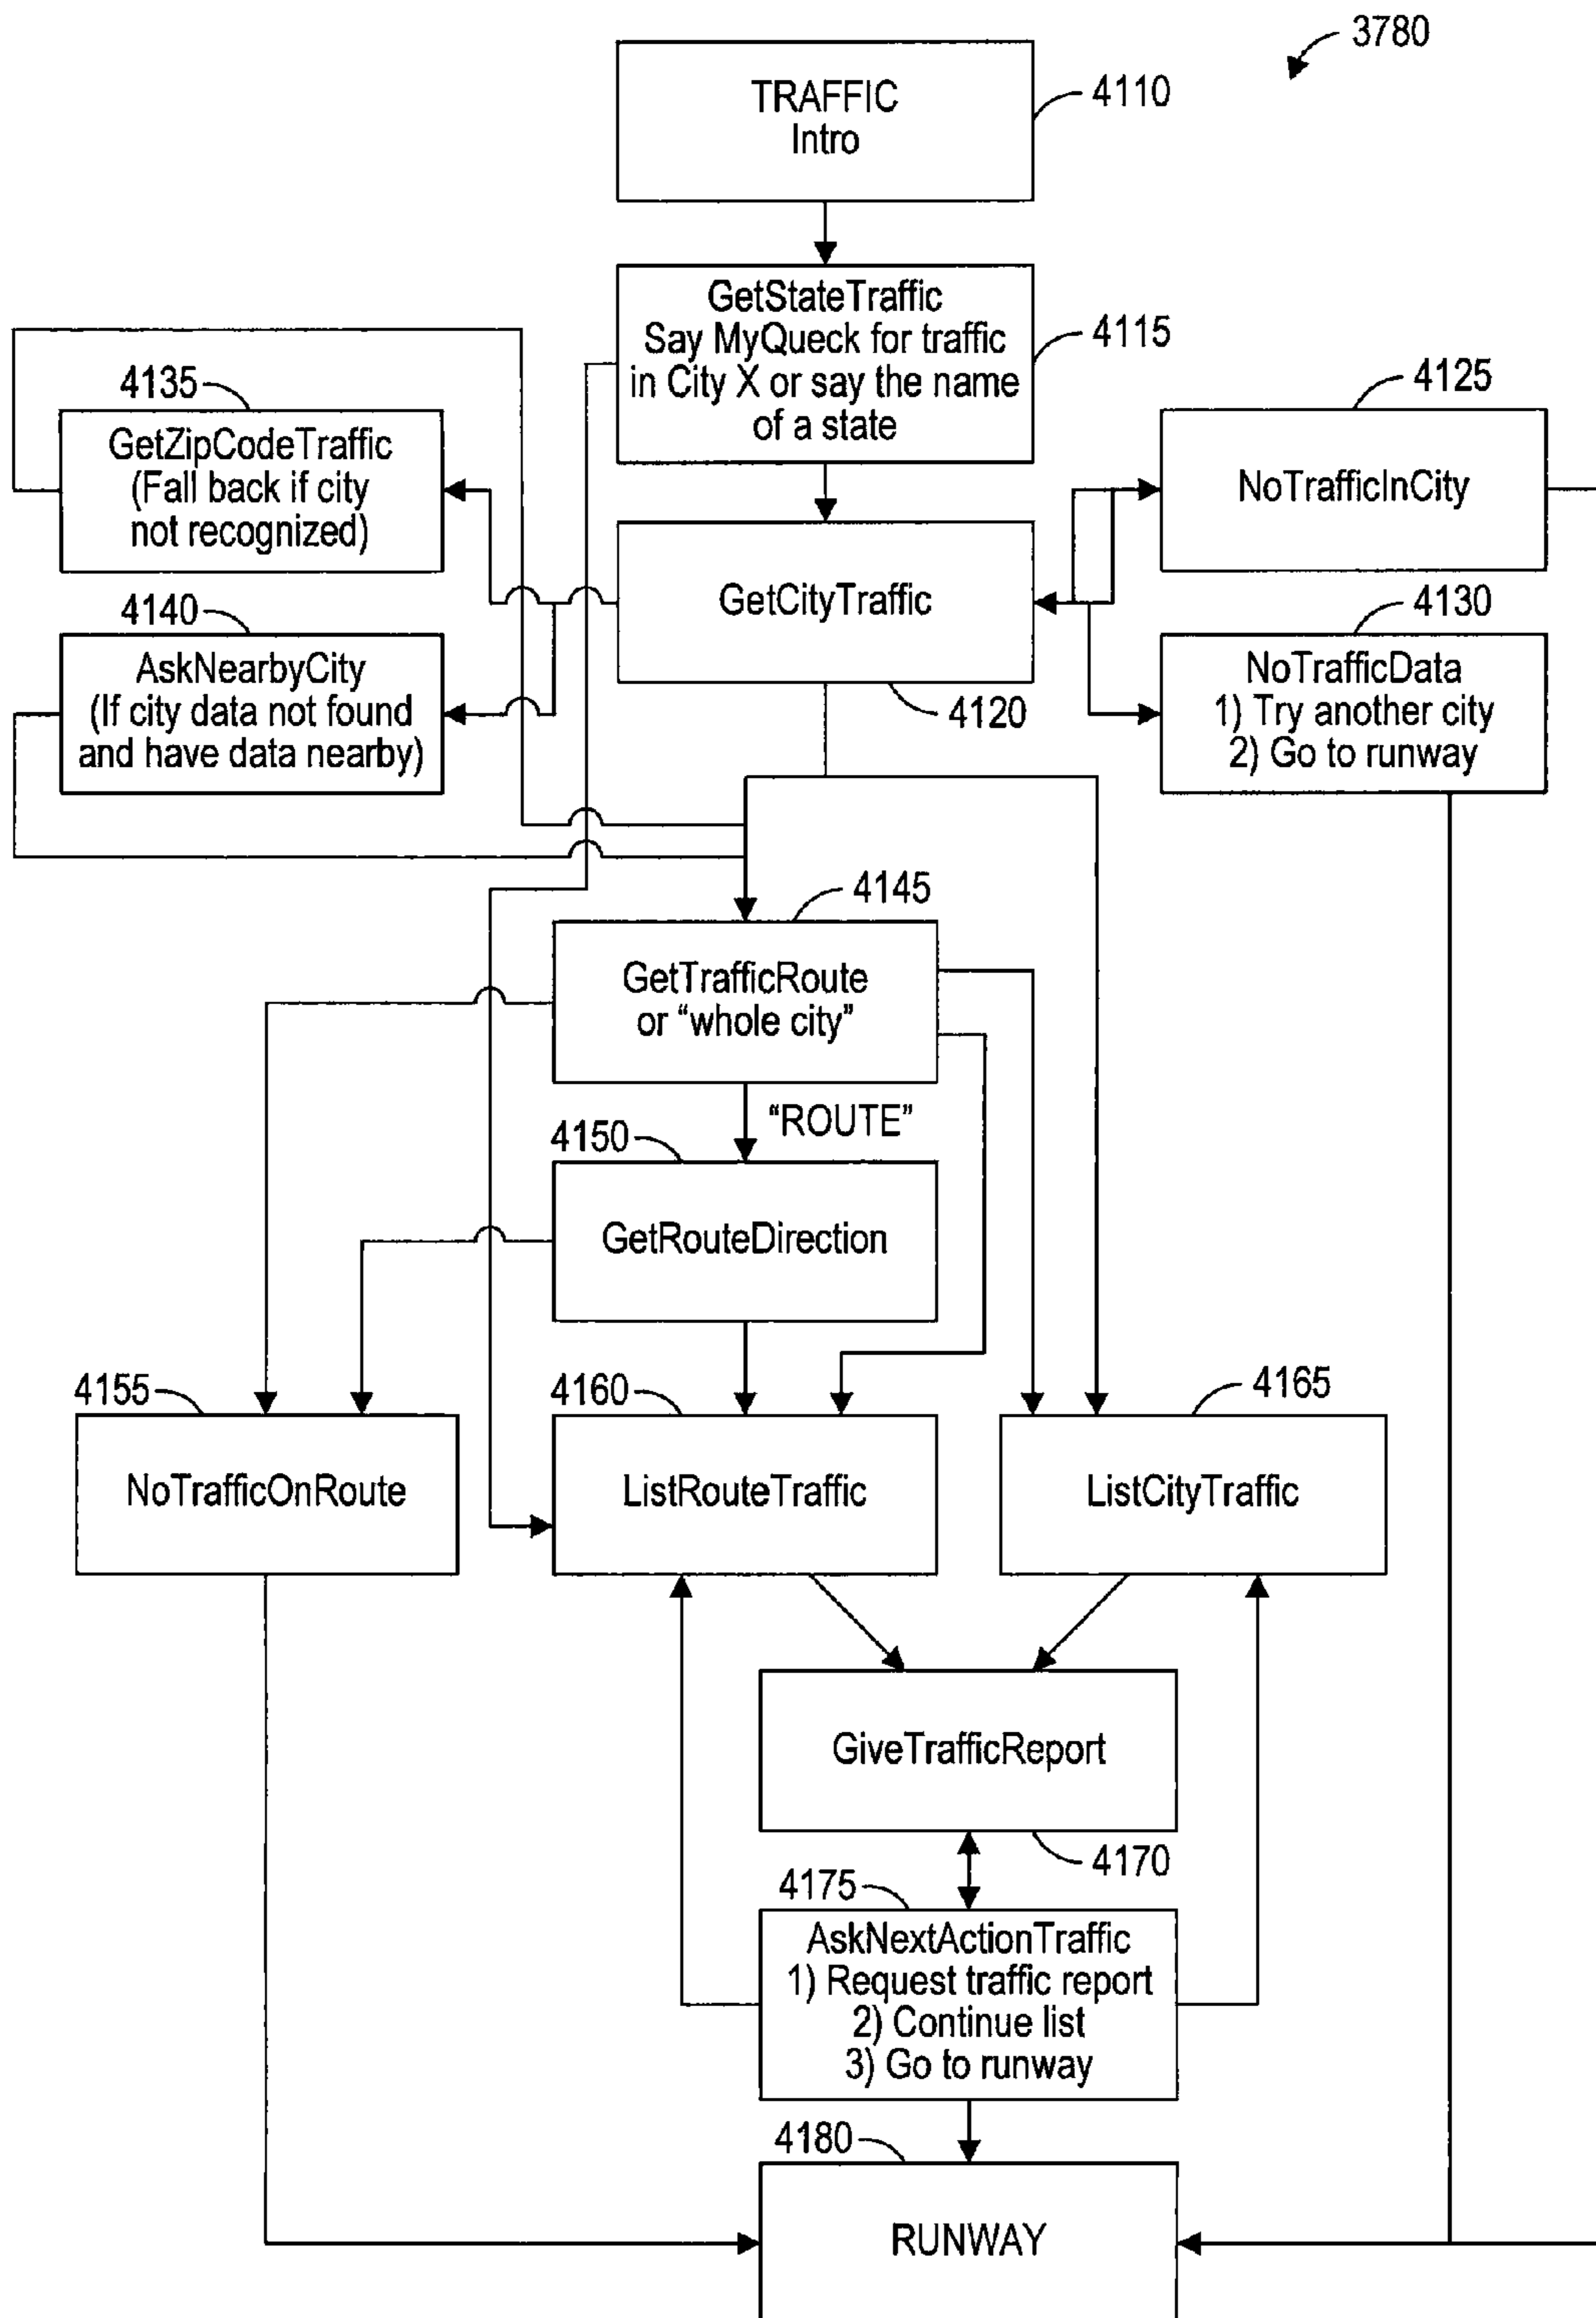 3780
TRAFFIC
Intro
4110
GetStateTraffic
Say MyQueck for traffic
in City X or say the name
of a state
4115
4135
GetZipCodeTraffic
(Fall back if city
not recognized)
4125
NoTrafficInCity
GetCityTraffic
4120
4140
AskNearbyCity
(If city data not found
and have data nearby)
4130
NoTrafficData
1) Try another city
2) Go to runway
4145
GetTrafficRoute
or “whole city”
“ROUTE”
4150
GetRouteDirection
4155
NoTrafficOnRoute
4160
ListRouteTraffic
4165
ListCityTraffic
GiveTrafficReport
4170
4175
AskNextActionTraffic
1) Request traffic report
2) Continue list
3) Go to runway
4180
RUNWAY